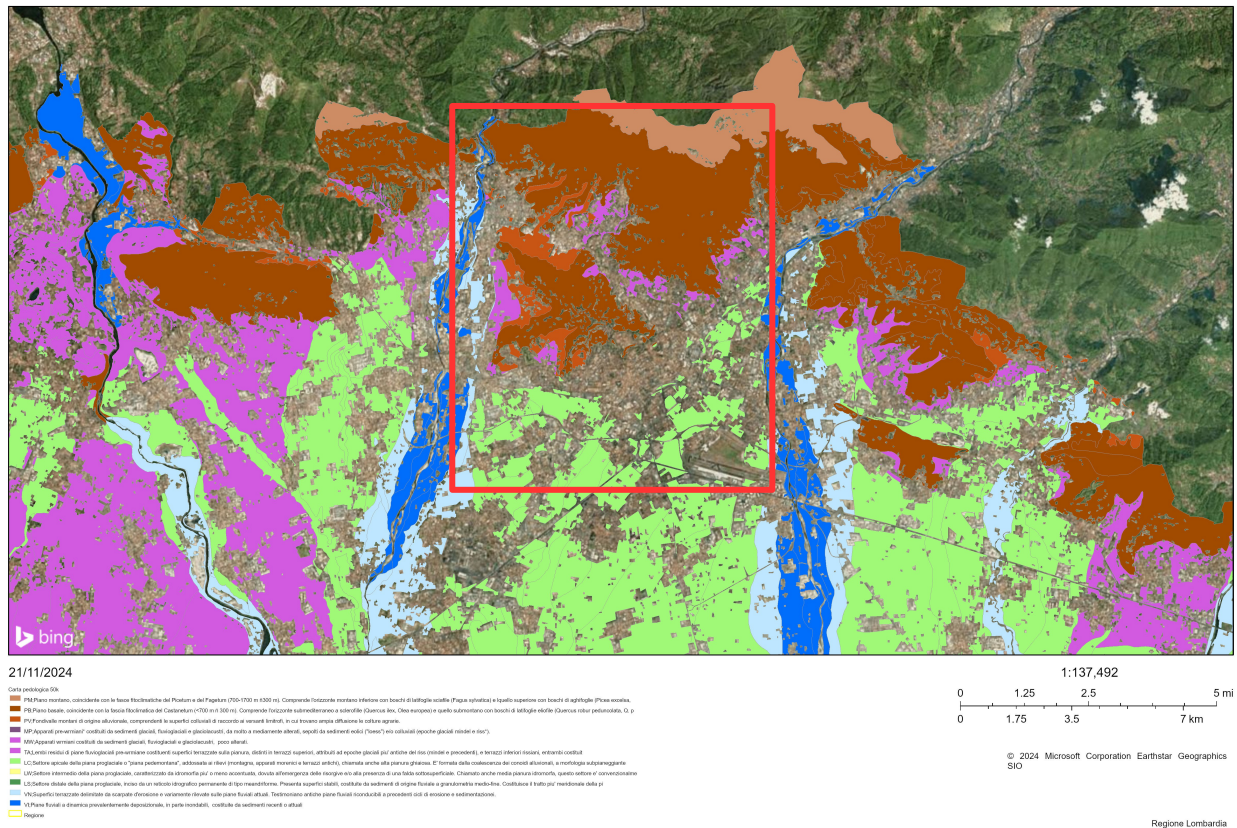 bing
21/11/2024
1:137,492
Carta pedologica 50k
PM;Piano montano, coincidente con le fasce fitoclimatiche del Picetum e del Fagetum (700-1700 m ñ300 m). Comprende l'orizzonte montano inferiore con boschi di latifoglie sciafile (Fagus sylvatica) e quello superiore con boschi di aghifoglie (Picea excelsa,
PB;Piano basale, coincidente con la fascia fitoclimatica del Castanetum (<700 m ñ 300 m). Comprende l'orizzonte submediterraneo a sclerofille (Quercus ilex, Olea europea) e quello submontano con boschi di latifoglie eliofile (Quercus robur pedunculata, Q. p
PV;Fondivalle montani di origine alluvionale, comprendenti le superfici colluviali di raccordo ai versanti limitrofi, in cui trovano ampia diffusione le colture agrarie.
MP;Apparati pre-wrmiani" costituiti da sedimenti glaciali, fluvioglaciali e glaciolacustri, da molto a mediamente alterati, sepolti da sedimenti eolici ("loess") e/o colluviali (epoche glaciali mindel e riss").
MW;Apparati wrmiani costituiti da sedimenti glaciali, fluvioglaciali e glaciolacustri, poco alterati.
TA;Lembi residui di piane fluvioglaciali pre-wrmiane costituenti superfici terrazzate sulla pianura, distinti in terrazzi superiori, attribuiti ad epoche glaciali piu' antiche del riss (mindel e precedenti), e terrazzi inferiori rissiani, entrambi costituit
LC;Settore apicale della piana proglaciale o "piana pedemontana", addossata ai rilievi (montagna, apparati morenici e terrazzi antichi), chiamata anche alta pianura ghiaiosa. E' formata dalla coalescenza dei conoidi alluvionali, a morfologia subpianeggiante
LW;Settore intermedio della piana proglaciale, caratterizzato da idromorfia piu' o meno accentuata, dovuta all'emergenza delle risorgive e/o alla presenza di una falda sottosuperficiale. Chiamato anche media pianura idromorfa, questo settore e' convenzionalme
LS;Settore distale della piana proglaciale, inciso da un reticolo idrografico permanente di tipo meandriforme. Presenta superfici stabili, costituite da sedimenti di origine fluviale a granulometria medio-fine. Costituisce il tratto piu' meridionale della pi
VN;Superfici terrazzate delimitate da scarpate d'erosione e variamente rilevate sulle piane fluviali attuali. Testimoniano antiche piane fluviali riconducibili a precedenti cicli di erosione e sedimentazione.
VI;Piane fluviali a dinamica prevalentemente deposizionale, in parte inondabili, costituite da sedimenti recenti o attuali
Regione
0 1.25 2.5 5 mi
0 1.75 3.5 7 km
© 2024 Microsoft Corporation Earthstar Geographics
SIO
Regione Lombardia